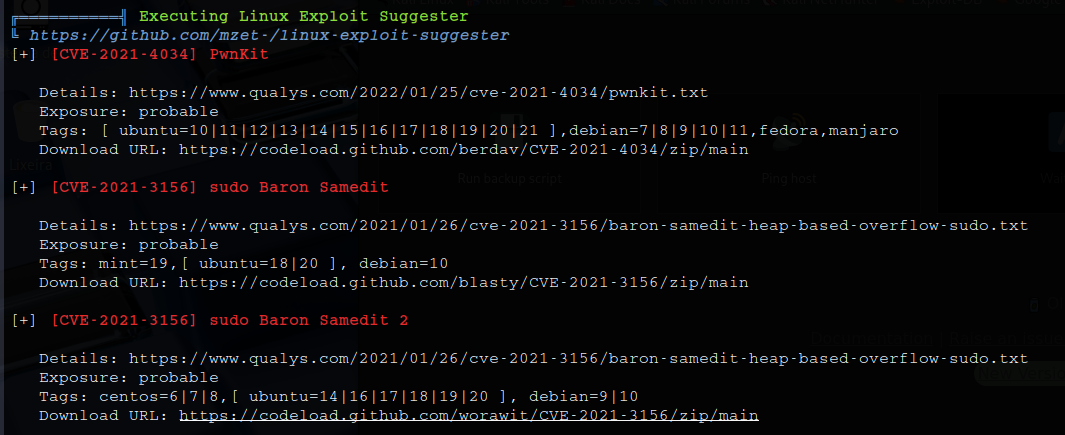 ╔══════════╣ Executing Linux Exploit Suggester
╚ https://github.com/mzet-/linux-exploit-suggester
[+] [CVE-2021-4034] PwnKit
Details: https://www.qualys.com/2022/01/25/cve-2021-4034/pwnkit.txt
Exposure: probable
Tags: [ ubuntu=10|11|12|13|14|15|16|17|18|19|20|21 ],debian=7|8|9|10|11,fedora,manjaro
Download URL: https://codeload.github.com/berdav/CVE-2021-4034/zip/main
Run backup script
Ping host
[+] [CVE-2021-3156] sudo Baron Samedit
Details: https://www.qualys.com/2021/01/26/cve-2021-3156/baron-samedit-heap-based-overflow-sudo.txt
Exposure: probable
Tags: mint=19,[ ubuntu=18|20 ], debian=10
Download URL: https://codeload.github.com/blasty/CVE-2021-3156/zip/main
[+] [CVE-2021-3156] sudo Baron Samedit 2
Details: https://www.qualys.com/2021/01/26/cve-2021-3156/baron-samedit-heap-based-overflow-sudo.txt
Exposure: probable
Tags: centos=6|7|8,[ ubuntu=14|16|17|18|19|20 ], debian=9|10
Download URL: https://codeload.github.com/worawit/CVE-2021-3156/zip/main